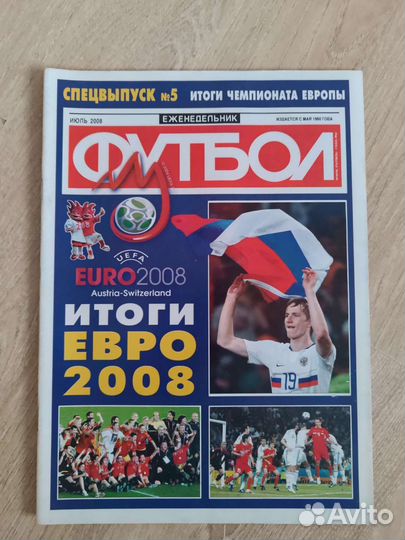 СПЕЦВЫПУСК №5 ИТОГИ ЧЕМПИОНАТА ЕВРОПЫ
ИЮЛЬ 2008
ЕЖЕНЕДЕЛЬНИК
ИЗДАЕТСЯ С МАЯ 1960 ГОДА
ФУТБОЛ
UEFA
EURO2008
Austria-Switzerland
ИТОГИ
ЕВРО
2008
19
Avito